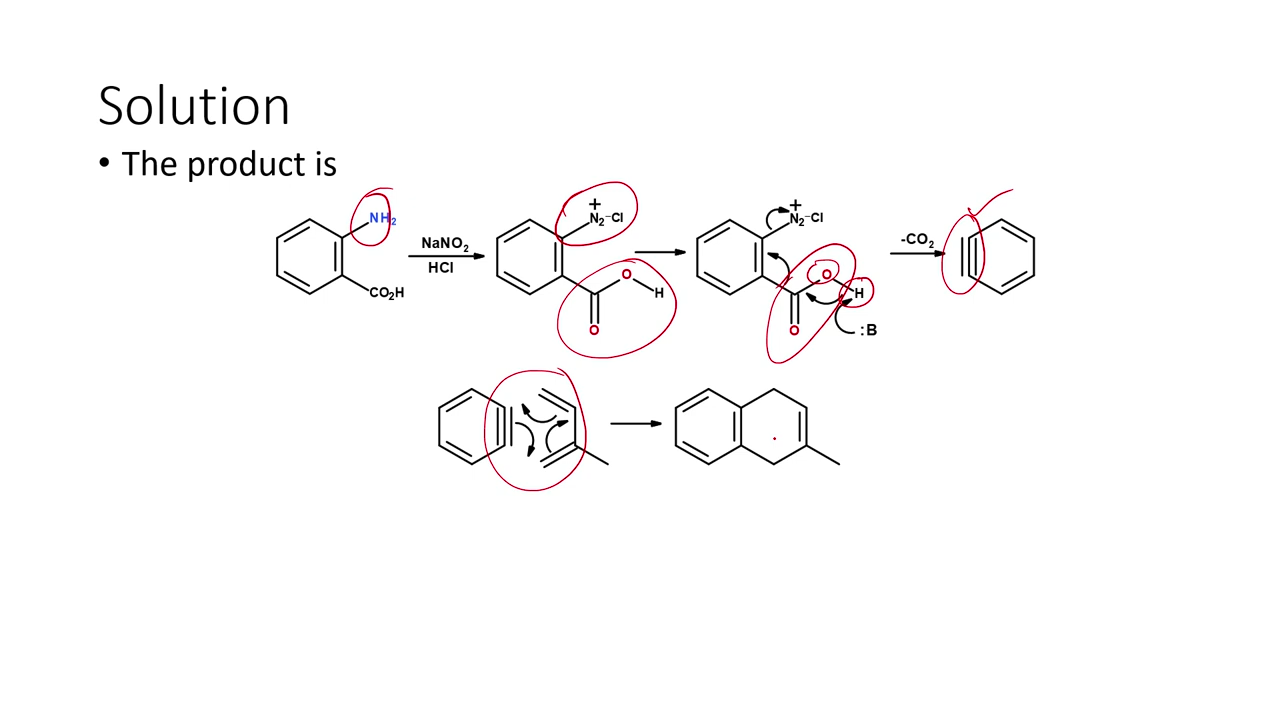 Solution
• The product is
NH2
CO2H
NaNO2
HCl
+
N2 -Cl
O
H
O
+
N2 -Cl
O
H
O
:B
-CO2